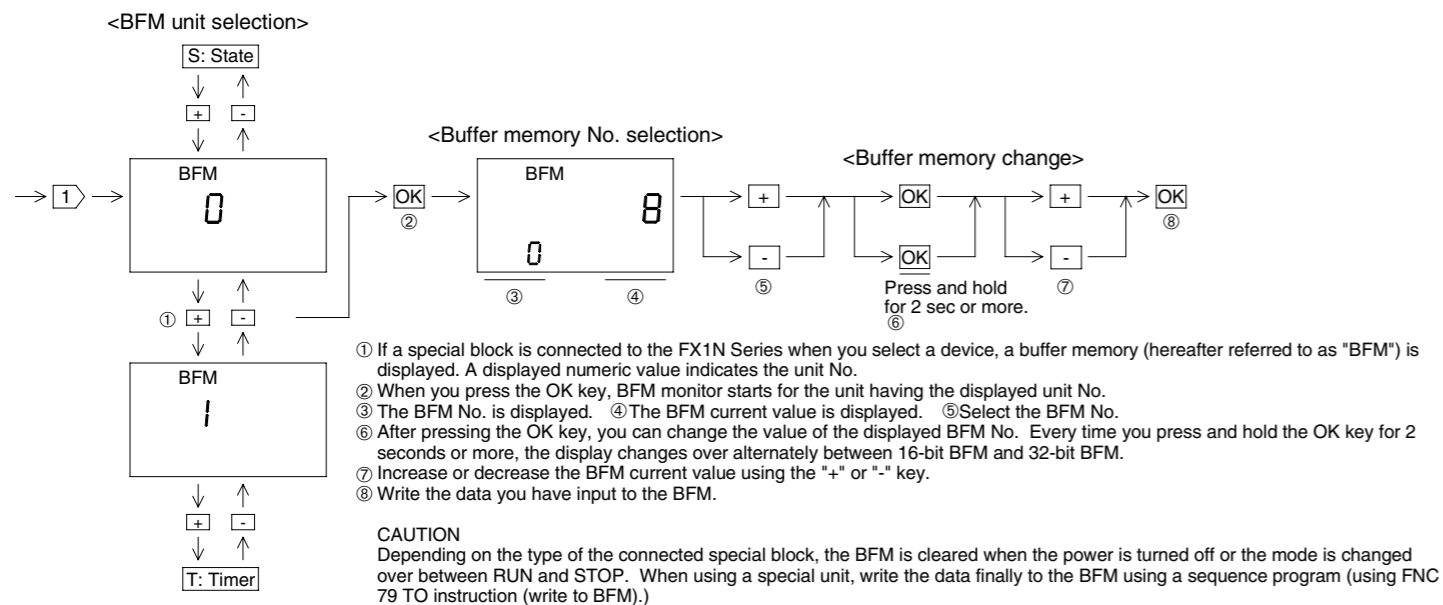 <BFM unit selection>
S: State
+ -
<Buffer memory No. selection>
<Buffer memory change>
1
BFM
0
OK
②
BFM
8
0
③ ④
+
-
⑤
OK
OK
Press and hold
for 2 sec or more.
⑥
+
-
⑦
OK
⑧
① + -
BFM
1
+ -
T: Timer
① If a special block is connected to the FX1N Series when you select a device, a buffer memory (hereafter referred to as "BFM") is
displayed. A displayed numeric value indicates the unit No.
② When you press the OK key, BFM monitor starts for the unit having the displayed unit No.
③ The BFM No. is displayed. ④The BFM current value is displayed. ⑤Select the BFM No.
⑥ After pressing the OK key, you can change the value of the displayed BFM No. Every time you press and hold the OK key for 2
seconds or more, the display changes over alternately between 16-bit BFM and 32-bit BFM.
⑦ Increase or decrease the BFM current value using the "+" or "-" key.
⑧ Write the data you have input to the BFM.
CAUTION
Depending on the type of the connected special block, the BFM is cleared when the power is turned off or the mode is changed
over between RUN and STOP. When using a special unit, write the data finally to the BFM using a sequence program (using FNC
79 TO instruction (write to BFM).)